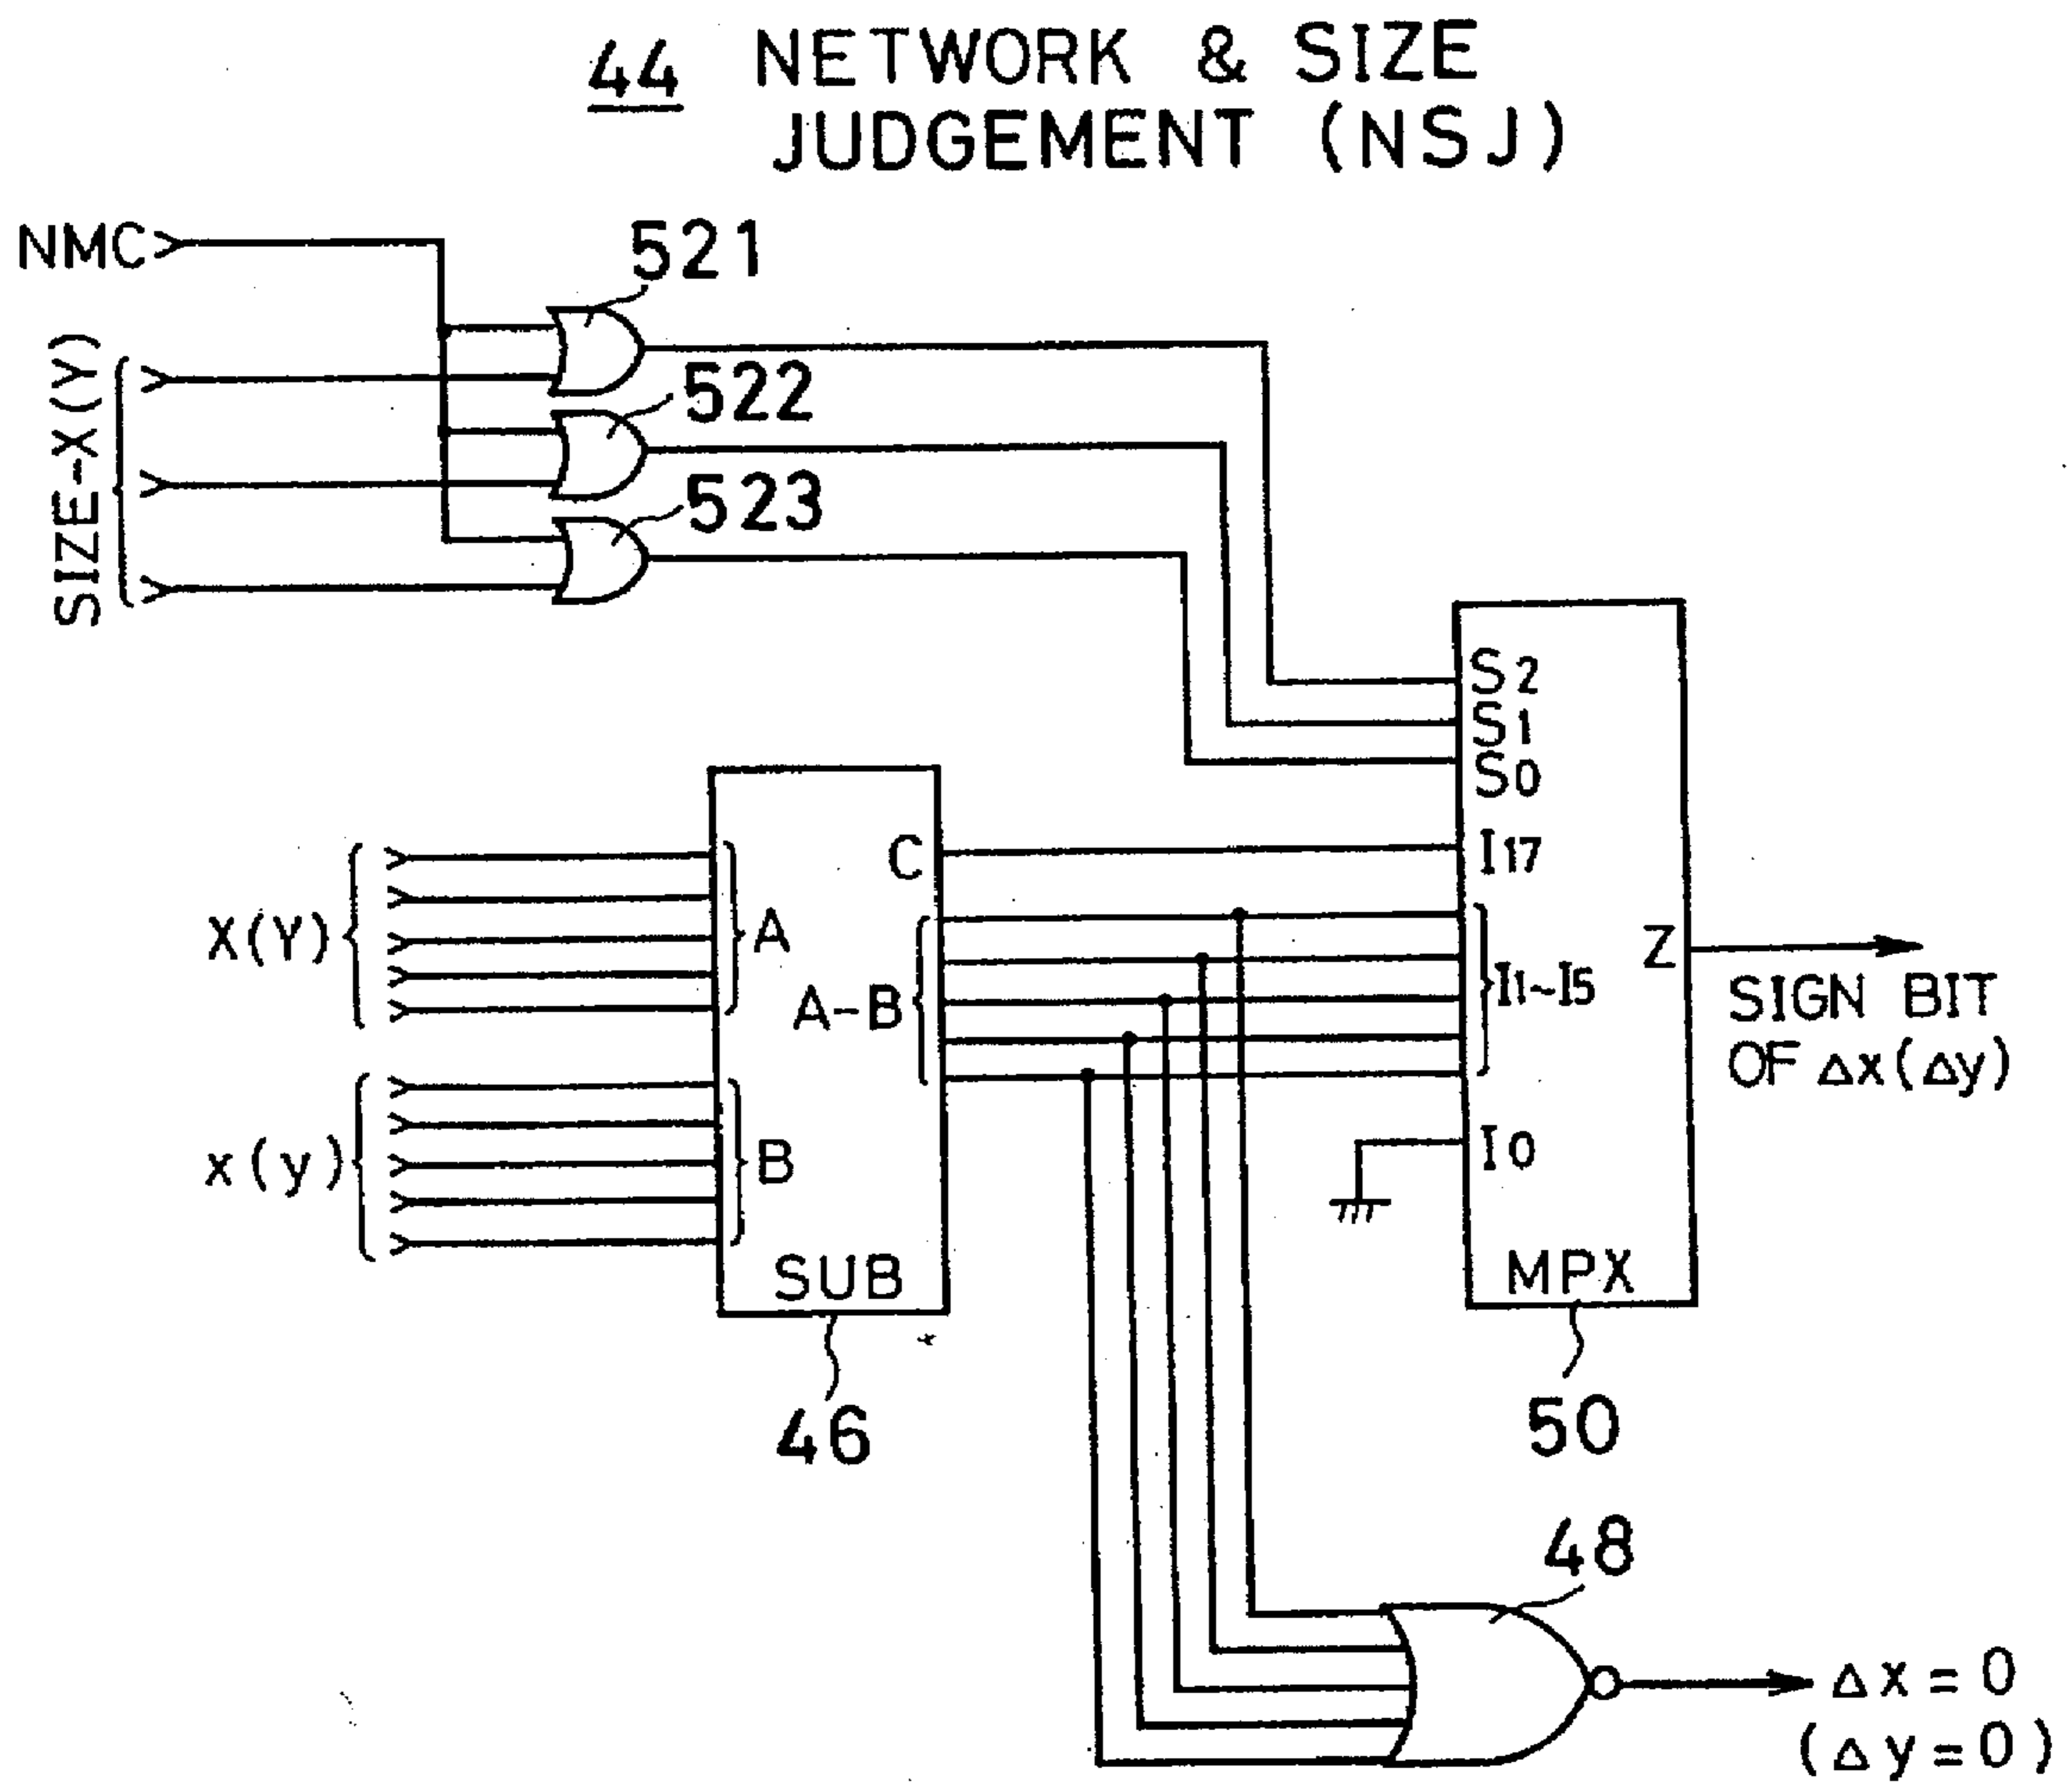 44 NETWORK & SIZE
JUDGEMENT (NSJ)
NMC
521
SIZE-X(Y)
522
523
S2
S1
S0
C
I17
X(Y)
A
A-B
I1~I5
Z
SIGN BIT
OF Δx(Δy)
x(y)
B
I0
SUB
MPX
46
50
48
Δx=0
(Δy=0)